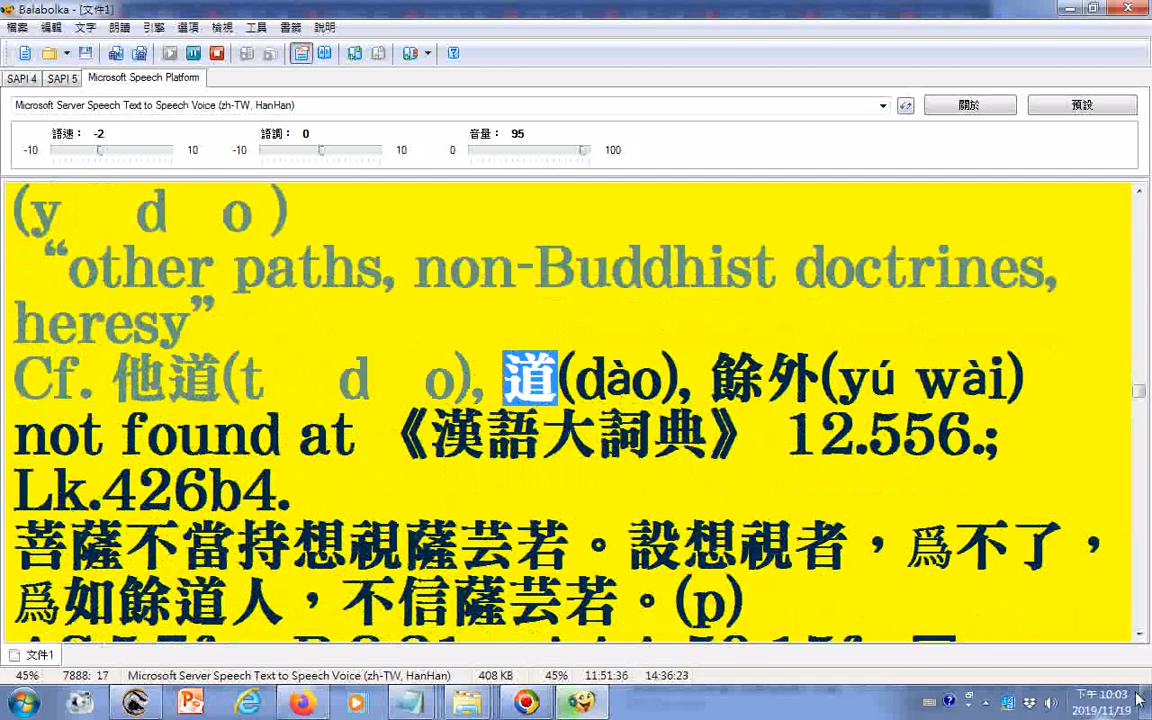 Balabolka - [文件1]
檔案 編輯 文字 朗讀 引擎 選項 檢視 工具 書籤 說明
SAPI 4 SAPI 5 Microsoft Speech Platform
Microsoft Server Speech Text to Speech Voice (zh-TW, HanHan) 關於 預設
語速： -2 語調： 0 音量： 95
-10 10 -10 10 0 100
(y d o )
“other paths, non-Buddhist doctrines,
heresy”
Cf. 他道(t d o), 道(dào), 餘外(yú wài)
not found at 《漢語大詞典》 12.556.;
Lk.426b4.
菩薩不當持想視薩芸若。設想視者，爲不了，
爲如餘道人，不信薩芸若。(p)
文件1
45% 7888: 17 Microsoft Server Speech Text to Speech Voice (zh-TW, HanHan) 408 KB 45% 11:51:36 14:36:23
下午 10:03
2019/11/19